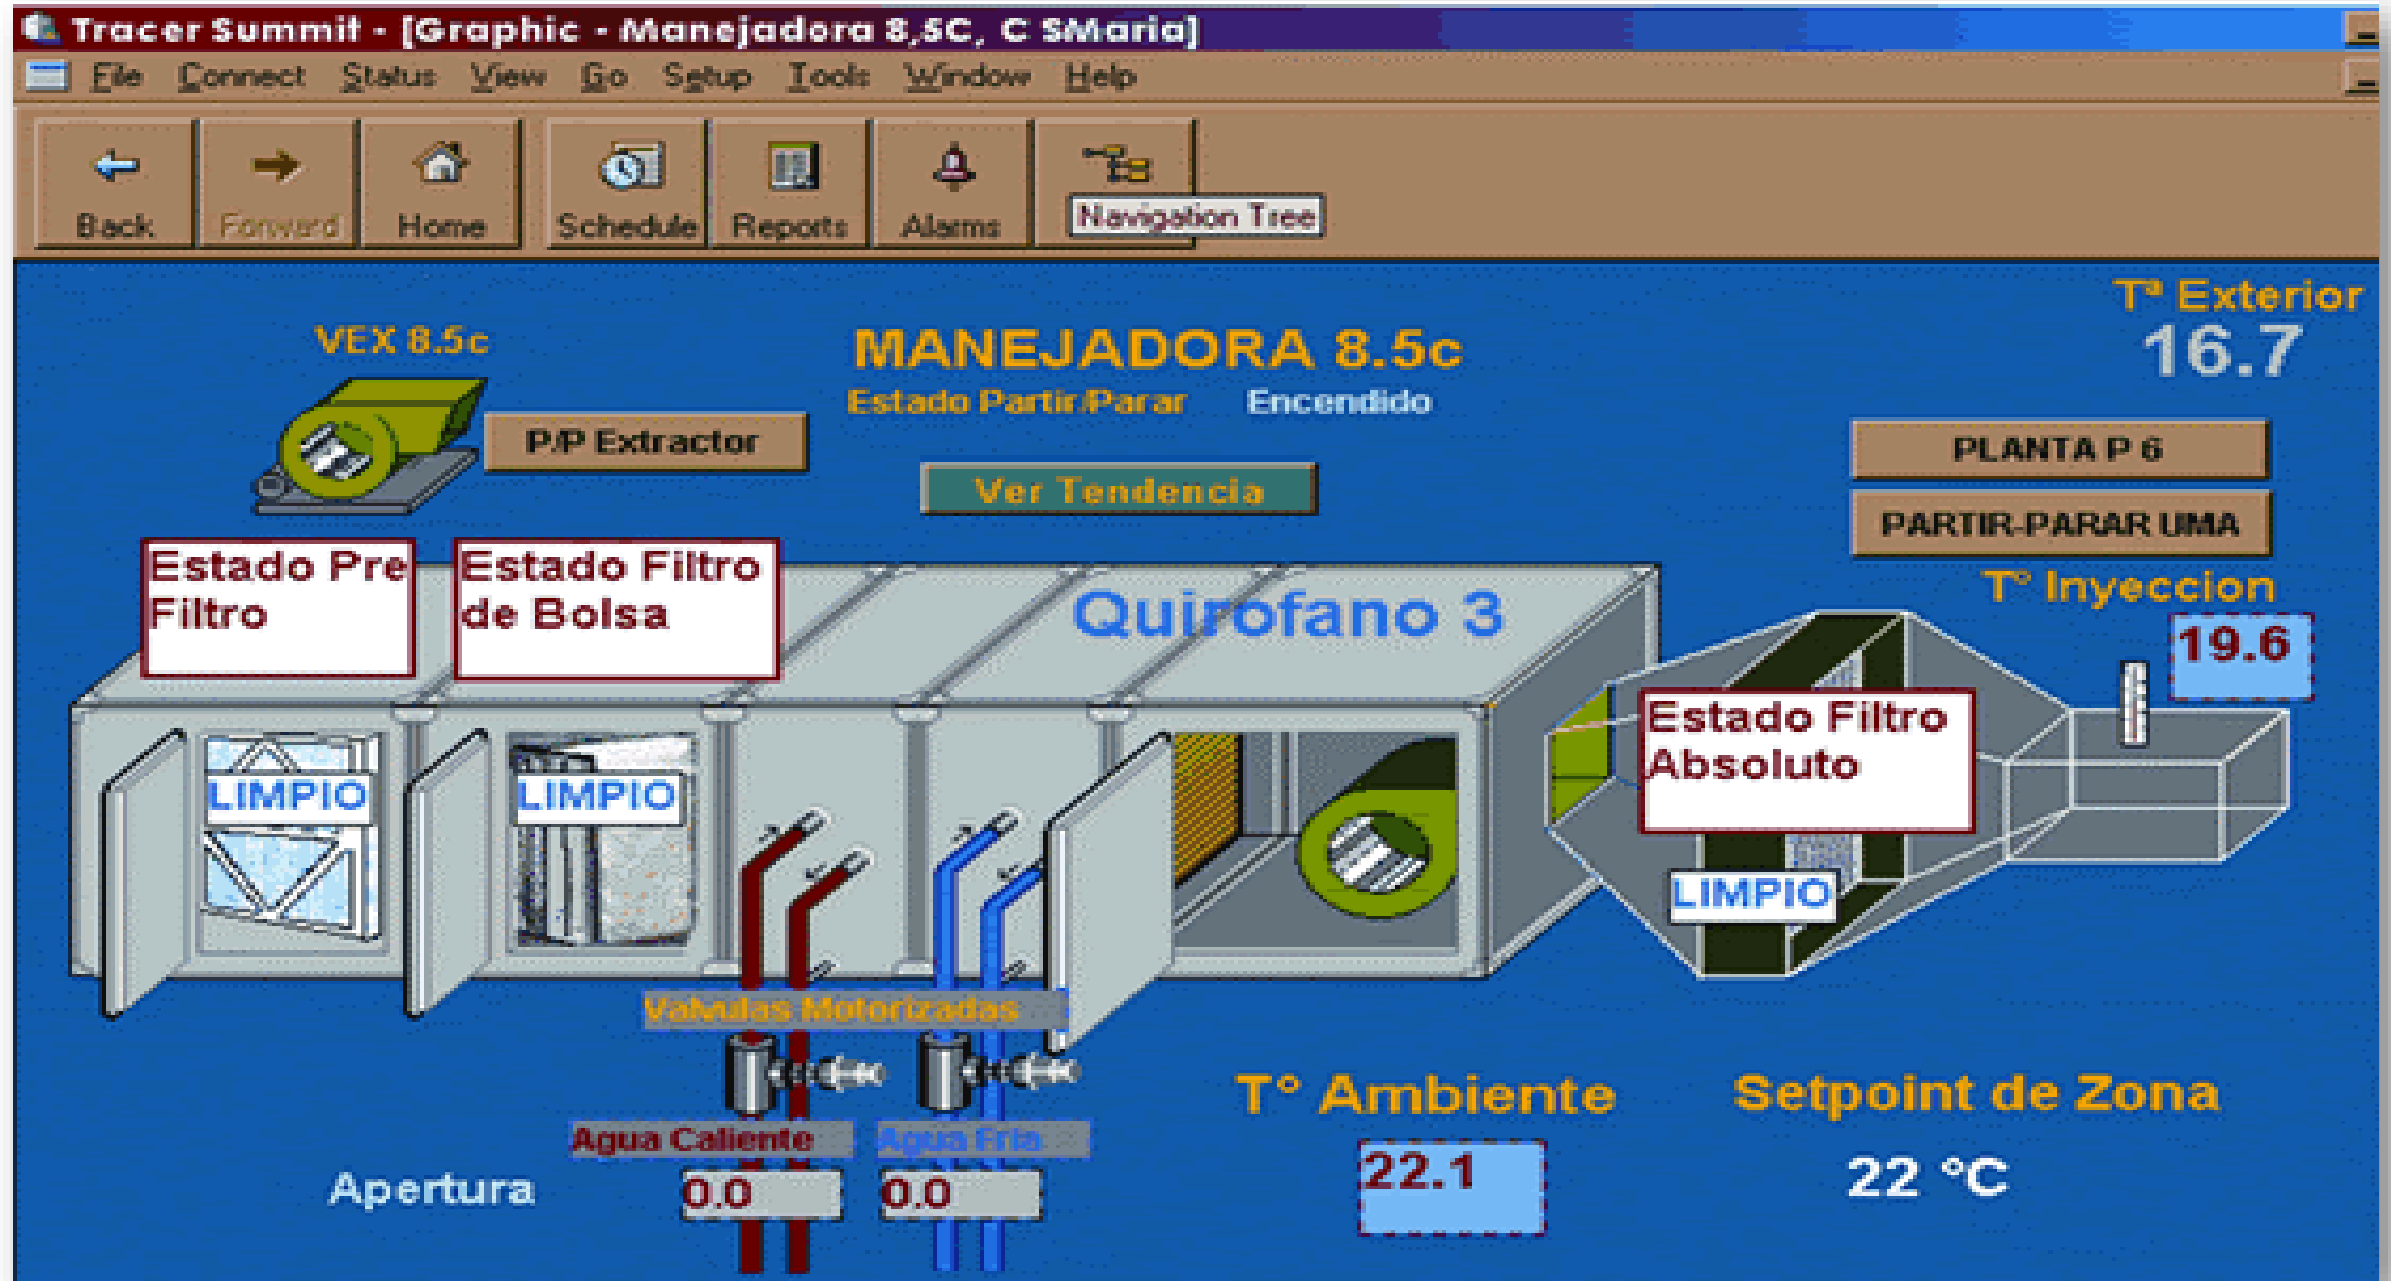 Tracer Summit - [Graphic - Manejadora 8,5C, C SMaria]
File Connect Status View Go Setup Tools Window Help
Back Forward Home Schedule Reports Alarms
Navigation Tree
Tª Exterior
16.7
VEX 8.5c
MANEJADORA 8.5c
Estado Partir/Parar Encendido
P/P Extractor
PLANTA P 6
Ver Tendencia
PARTIR-PARAR UMA
Estado Pre
Filtro
Estado Filtro
de Bolsa
Quirofano 3
T° Inyeccion
19.6
Estado Filtro
Absoluto
LIMPIO
LIMPIO
LIMPIO
Valvulas Motorizadas
T° Ambiente
Setpoint de Zona
Agua Caliente
Agua Fria
Apertura
0.0
0.0
22.1
22 °C